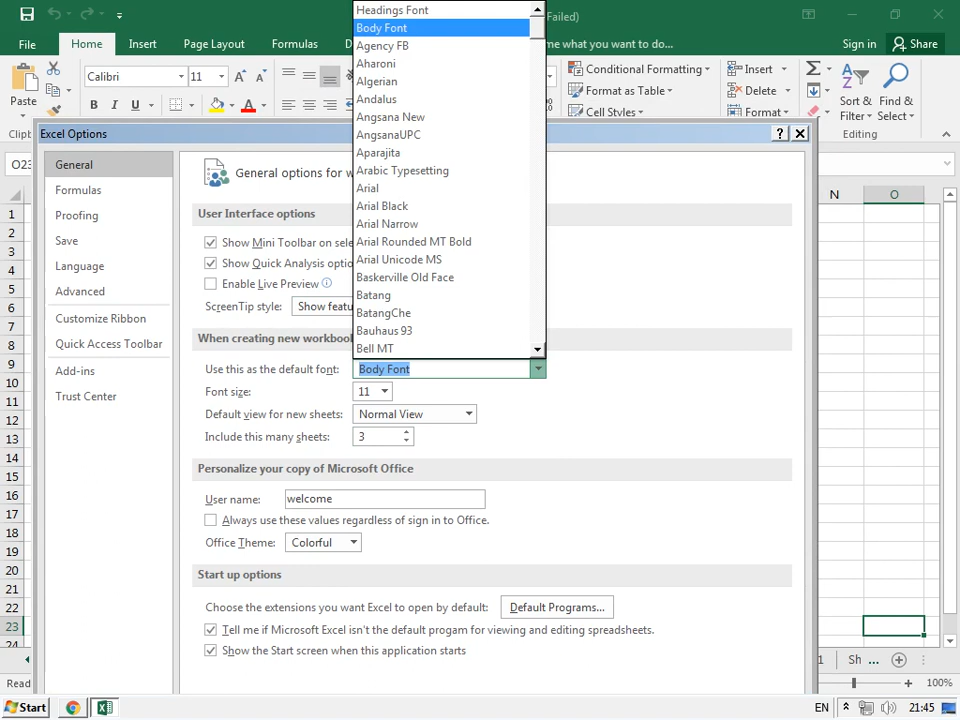 Headings Font
Failed)
Body Font
File
Home
Insert
Page Layout
Formulas
D
Agency FB
me what you want to do...
Sign in
Share
Aharoni
Algerian
Andalus
Angsana New
AngsanaUPC
Aparajita
Arabic Typesetting
Arial
Arial Black
Arial Narrow
Arial Rounded MT Bold
Arial Unicode MS
Baskerville Old Face
Batang
BatangChe
Bauhaus 93
Bell MT
Paste
Calibri
11
B I U
Conditional Formatting
Format as Table
Cell Styles
Insert
Delete
Format
Sort & Filter
Find & Select
Clipb
Editing
Excel Options
?
O23
General
Formulas
Proofing
Save
Language
Advanced
Customize Ribbon
Quick Access Toolbar
Add-ins
Trust Center
General options for w
User Interface options
Show Mini Toolbar on sele
Show Quick Analysis optio
Enable Live Preview
ScreenTip style:
Show featu
When creating new workbook
Use this as the default font:
Body Font
Font size:
11
Default view for new sheets:
Normal View
Include this many sheets:
3
Personalize your copy of Microsoft Office
User name:
welcome
Always use these values regardless of sign in to Office.
Office Theme:
Colorful
Start up options
Choose the extensions you want Excel to open by default:
Default Programs...
Tell me if Microsoft Excel isn't the default progam for viewing and editing spreadsheets.
Show the Start screen when this application starts
N
O
1
2
3
4
5
6
7
8
9
10
11
12
13
14
15
16
17
18
19
20
21
22
23
24
1
Sh ...
Read
100%
Start
EN
21:45